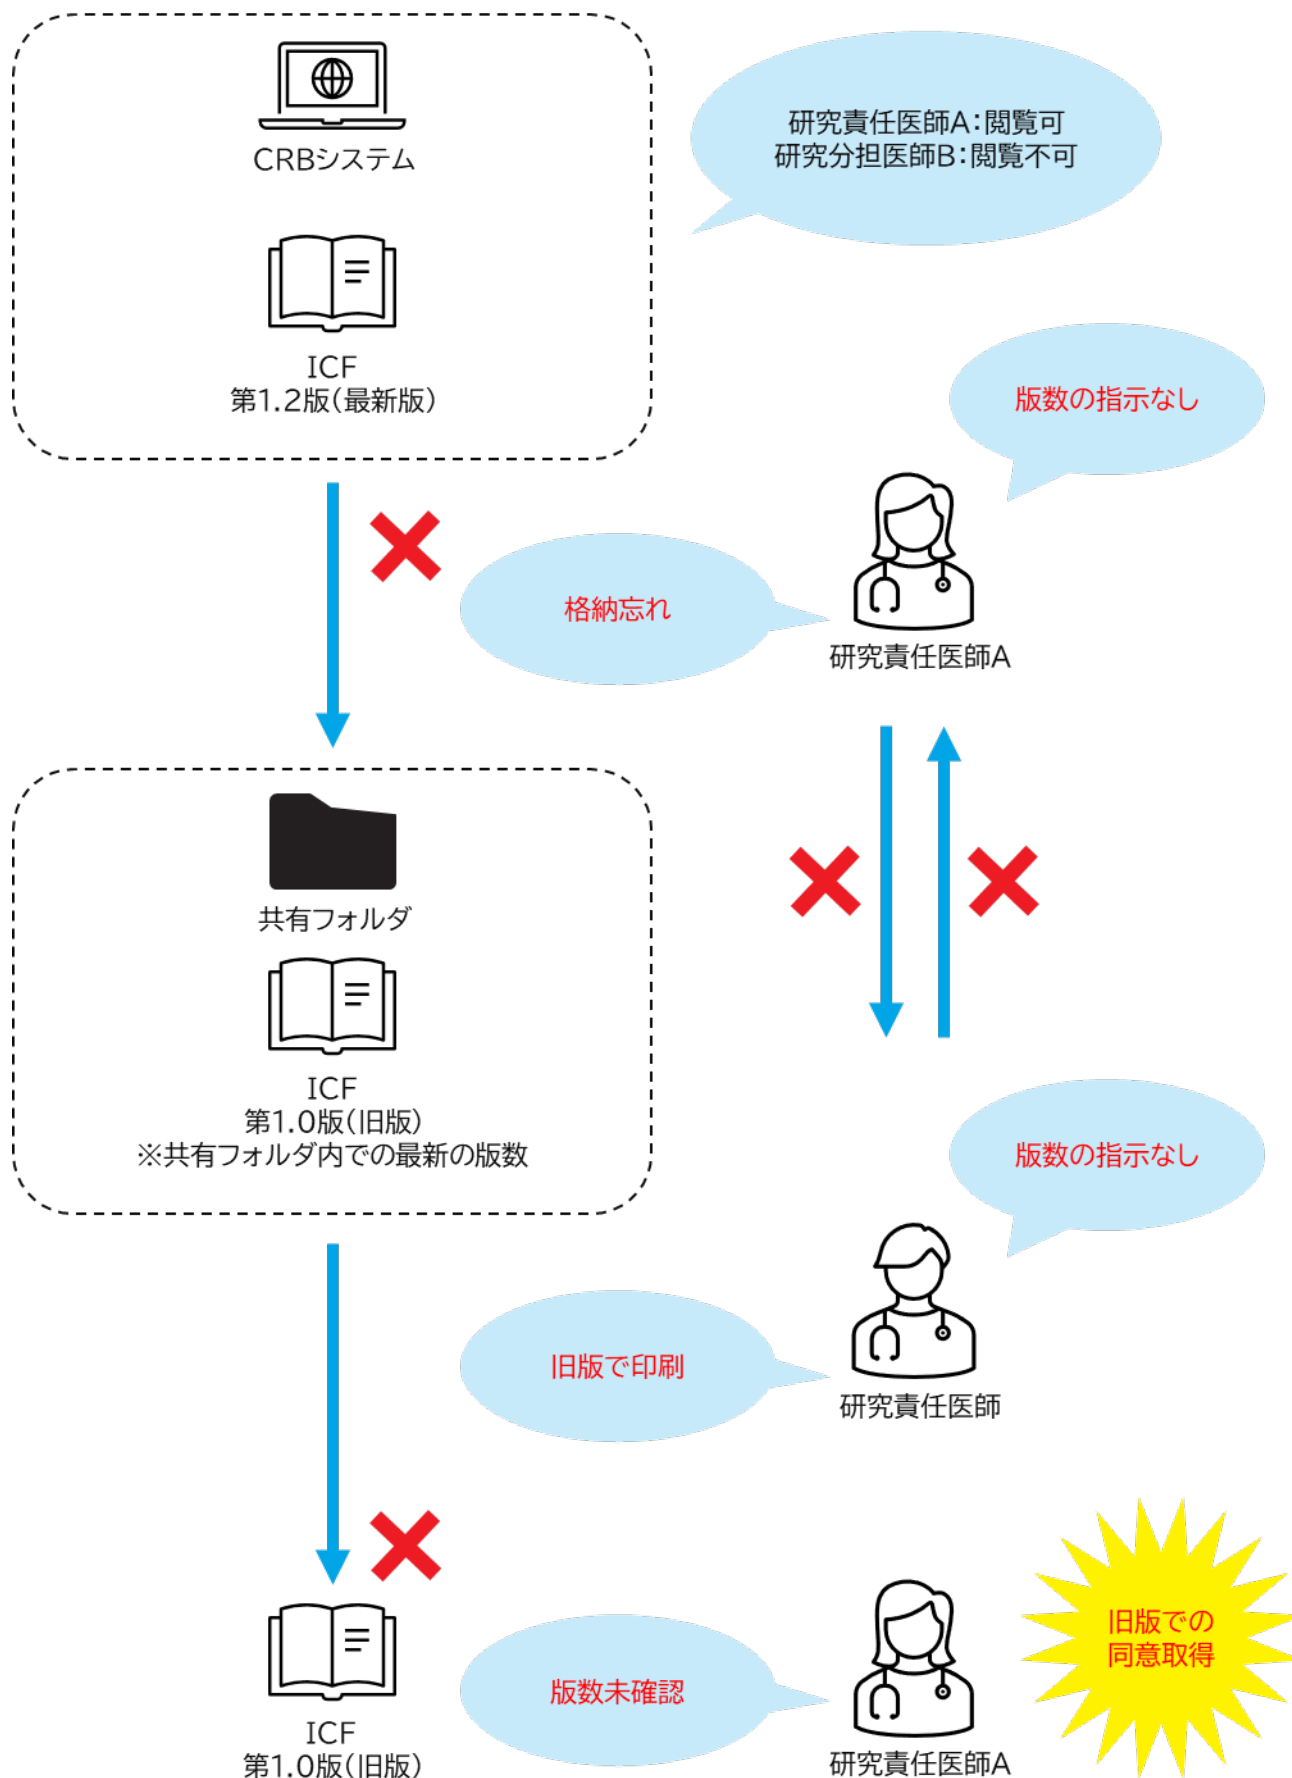 CRBシステム
研究責任医師A：閲覧可
研究分担医師B：閲覧不可
ICF
第1.2版（最新版）
版数の指示なし
格納忘れ
研究責任医師A
共有フォルダ
ICF
第1.0版（旧版）
※共有フォルダ内での最新の版数
版数の指示なし
旧版で印刷
研究責任医師
旧版での
同意取得
版数未確認
ICF
第1.0版（旧版）
研究責任医師A